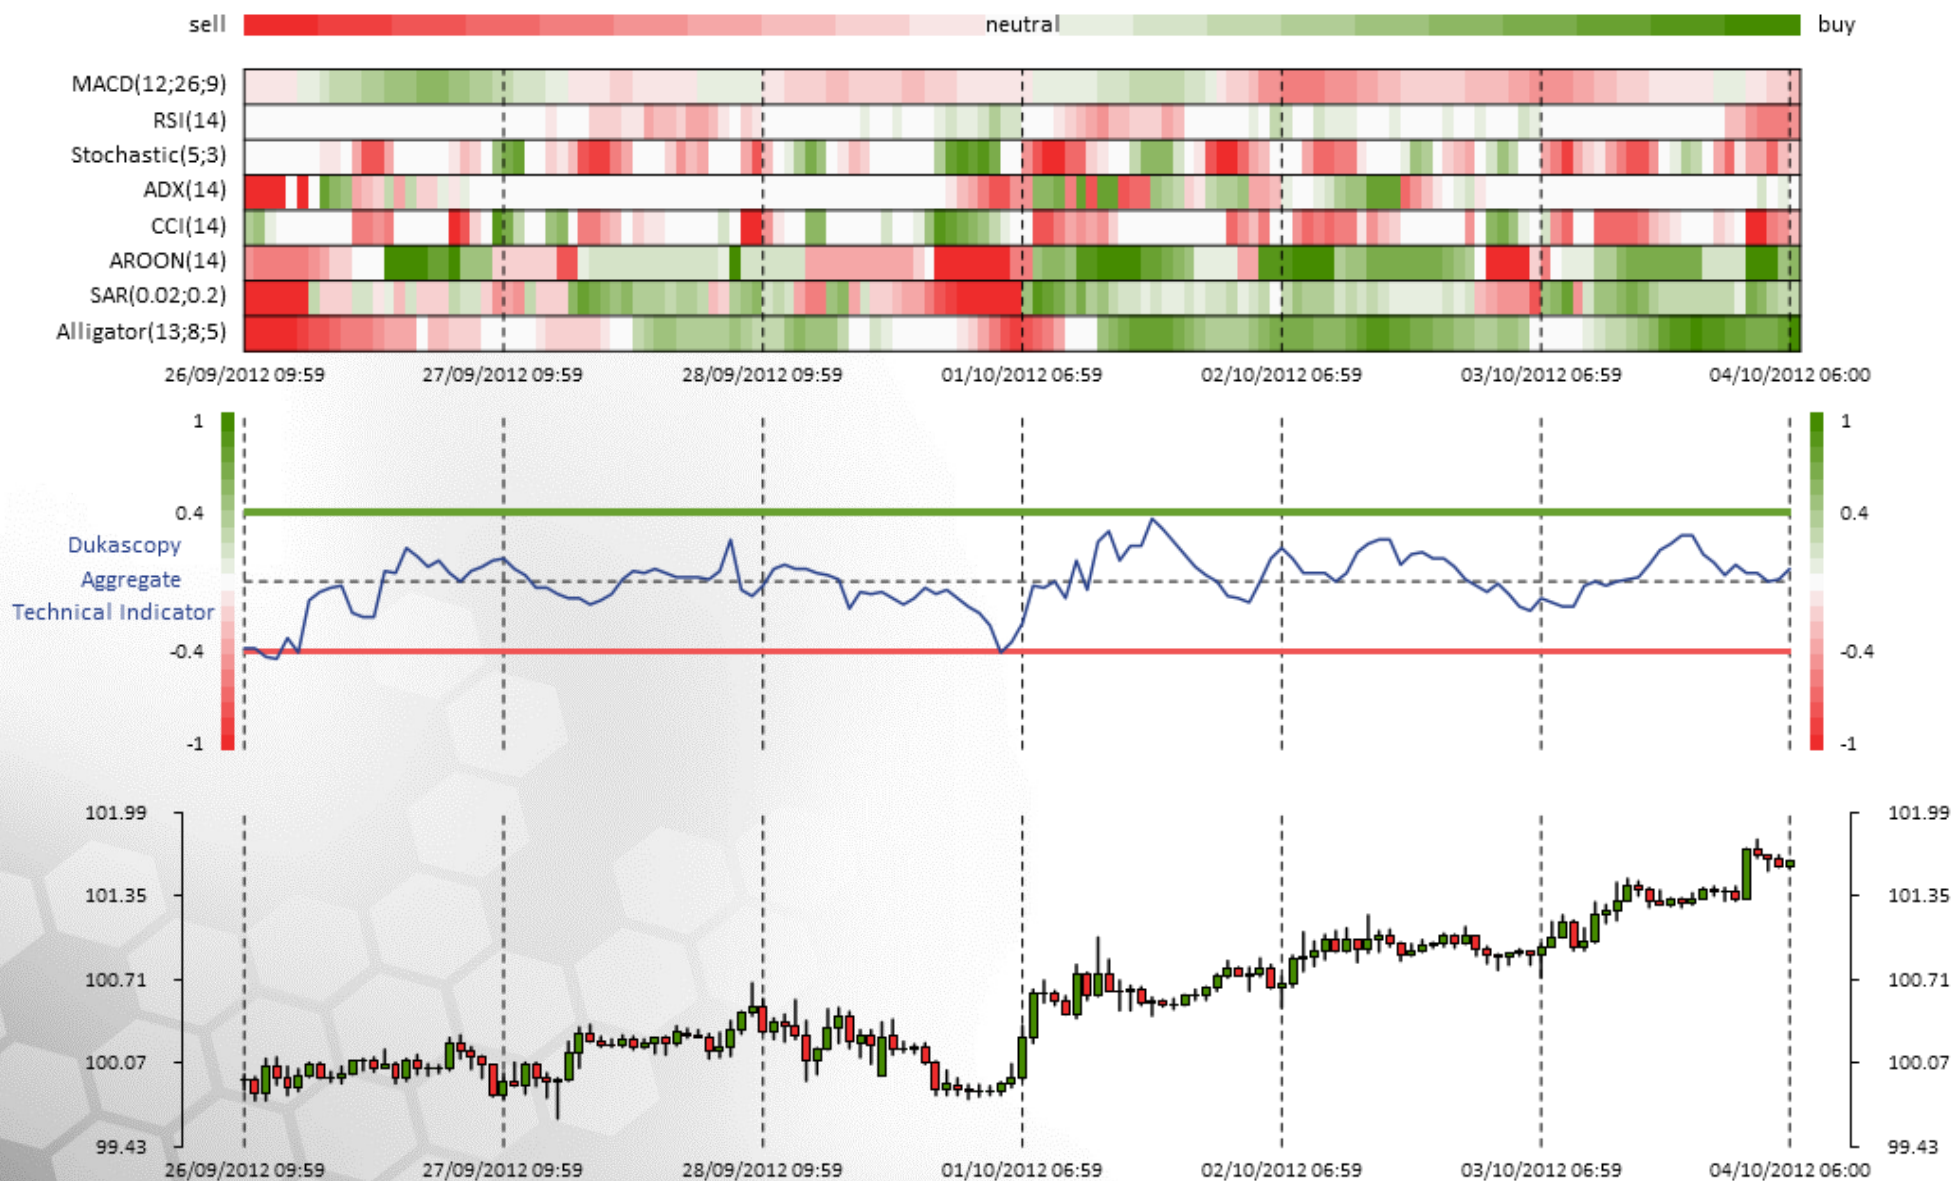 sell neutral buy
MACD(12;26;9)
RSI(14)
Stochastic(5;3)
ADX(14)
CCI(14)
AROON(14)
SAR(0.02;0.2)
Alligator(13;8;5)
26/09/2012 09:59 27/09/2012 09:59 28/09/2012 09:59 01/10/2012 06:59 02/10/2012 06:59 03/10/2012 06:59 04/10/2012 06:00
1 1
0.4 0.4
Dukascopy
Aggregate
Technical Indicator
-0.4 -0.4
-1 -1
101.99 101.99
101.35 101.35
100.71 100.71
100.07 100.07
99.43 99.43
26/09/2012 09:59 27/09/2012 09:59 28/09/2012 09:59 01/10/2012 06:59 02/10/2012 06:59 03/10/2012 06:59 04/10/2012 06:00